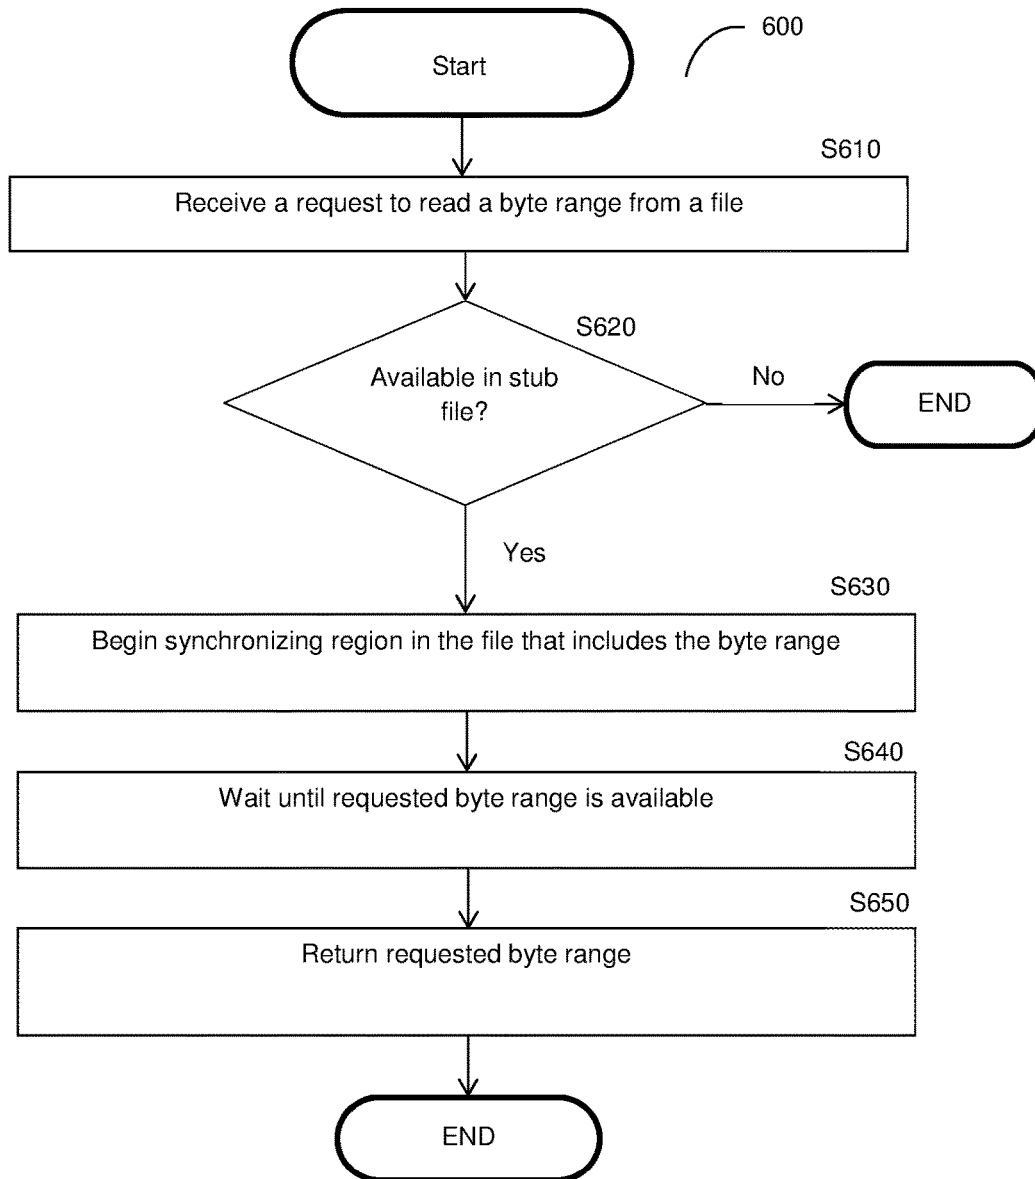 Start
600
S610
Receive a request to read a byte range from a file
S620
Available in stub
file?
No
END
Yes
S630
Begin synchronizing region in the file that includes the byte range
S640
Wait until requested byte range is available
S650
Return requested byte range
END